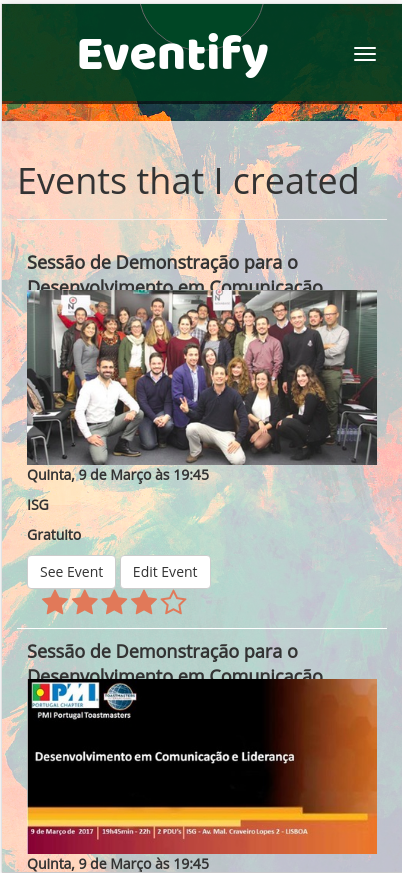 Eventify
Events that I created
Sessão de Demonstração para o
Desenvolvimento em Comunicação
Quinta, 9 de Março às 19:45
ISG
Gratuito
See Event Edit Event
Sessão de Demonstração para o
Desenvolvimento em Comunicação
PMI
PORTUGAL CHAPTER
TOASTMASTERS
PMI Portugal Toastmasters
Desenvolvimento em Comunicação e Liderança
9 de Março de 2017 | 19h45min - 22h | 2 PDU's | ISG - Av. Mal. Craveiro Lopes 2 - LISBOA
Quinta, 9 de Março às 19:45